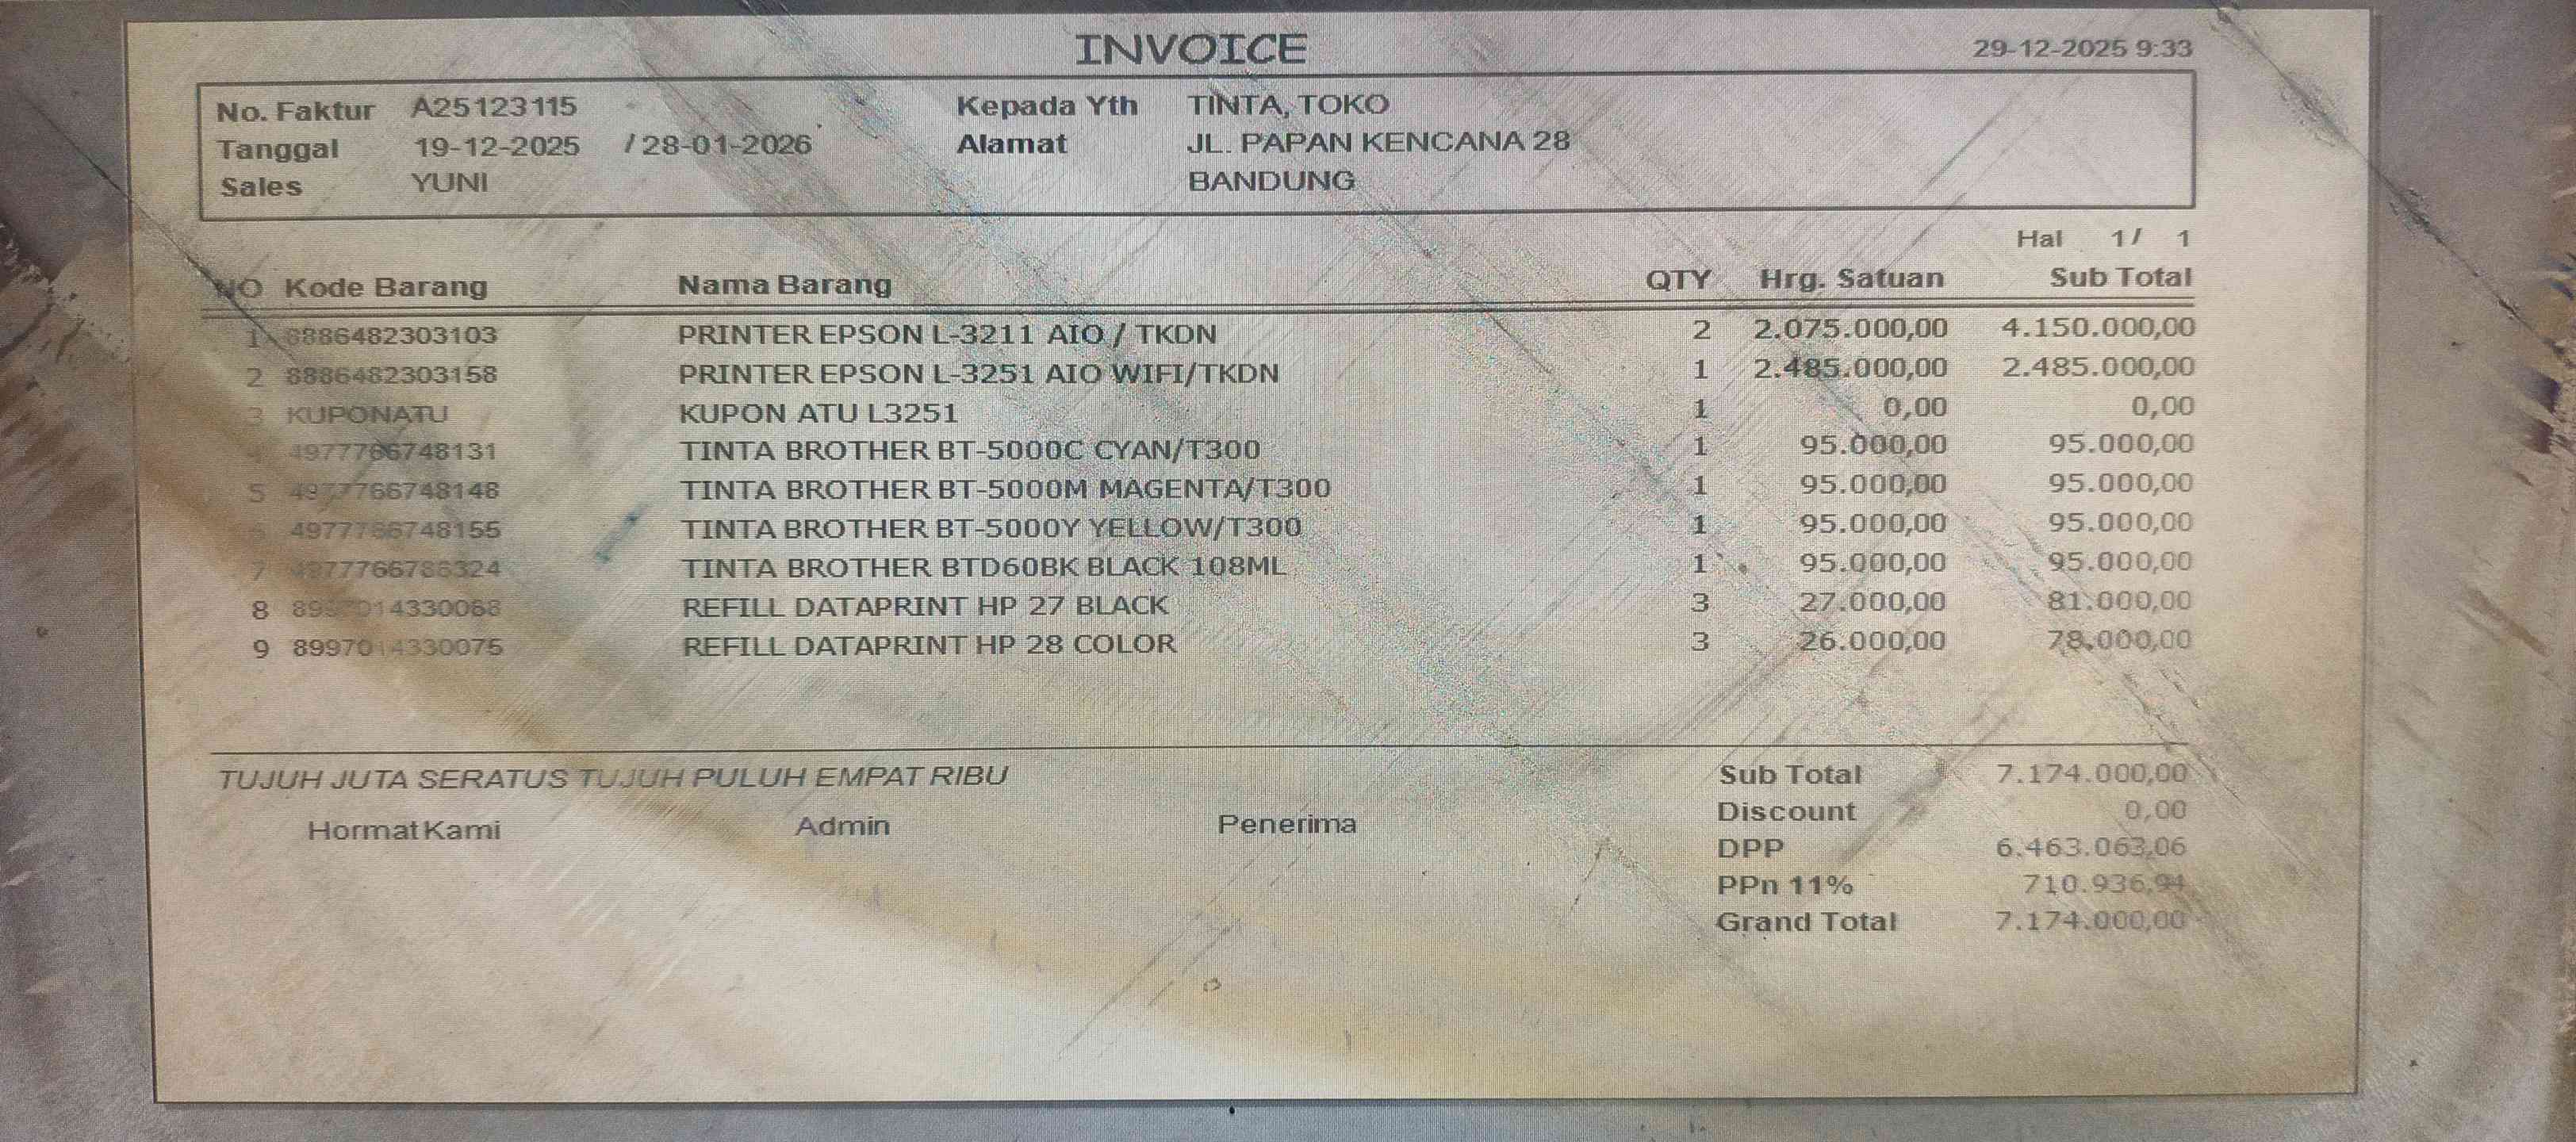 INVOICE 29-12-2025 9:33
No. Faktur A25123115 Kepada Yth TINTA, TOKO
Tanggal 19-12-2025 / 28-01-2026 Alamat JL. PAPAN KENCANA 28
Sales YUNI BANDUNG
Hal 1/ 1
NO Kode Barang Nama Barang QTY Hrg. Satuan Sub Total
1 8886482303103 PRINTER EPSON L-3211 AIO / TKDN 2 2.075.000,00 4.150.000,00
2 8886482303158 PRINTER EPSON L-3251 AIO WIFI/TKDN 1 2.485.000,00 2.485.000,00
3 KUPONATU KUPON ATU L3251 1 0,00 0,00
4 4977766748131 TINTA BROTHER BT-5000C CYAN/T300 1 95.000,00 95.000,00
5 4977766748148 TINTA BROTHER BT-5000M MAGENTA/T300 1 95.000,00 95.000,00
4977766748155 TINTA BROTHER BT-5000Y YELLOW/T300 1 95.000,00 95.000,00
7 TINTA BROTHER BTD60BK BLACK 108ML 1 95.000,00 95.000,00
8 REFILL DATAPRINT HP 27 BLACK 3 27.000,00 81.000,00
9 8997014330075 REFILL DATAPRINT HP 28 COLOR 3 26.000,00 78.000,00
TUJUH JUTA SERATUS TUJUH PULUH EMPAT RIBU Sub Total 7.174.000,00
Discount 0,00
Hormat Kami Admin Penerima
DPP 6.463.063,06
PPn 11% 710.936,94
Grand Total 7.174.000,00